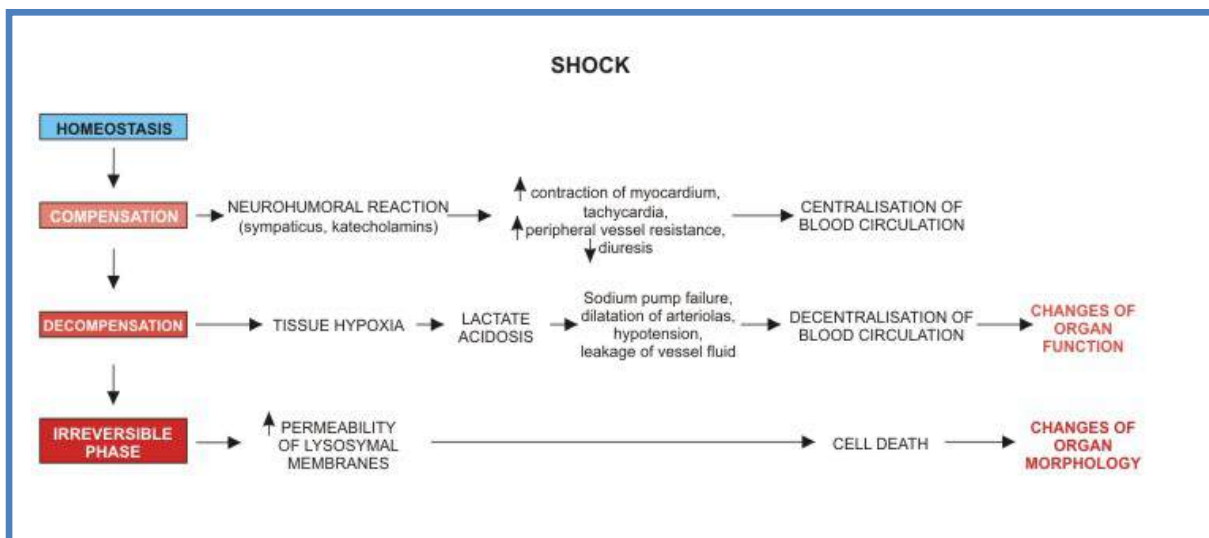 SHOCK
HOMEOSTASIS
COMPENSATION
NEUROHUMORAL REACTION
(sympaticus, katecholamins)
contraction of myocardium,
tachycardia,
peripheral vessel resistance,
diuresis
CENTRALISATION OF
BLOOD CIRCULATION
DECOMPENSATION
TISSUE HYPOXIA
LACTATE
ACIDOSIS
Sodium pump failure,
dilatation of arteriolas,
hypotension,
leakage of vessel fluid
DECENTRALISATION OF
BLOOD CIRCULATION
CHANGES OF
ORGAN
FUNCTION
IRREVERSIBLE
PHASE
PERMEABILITY
OF LYSOSYMAL
MEMBRANES
CELL DEATH
CHANGES OF
ORGAN
MORPHOLOGY